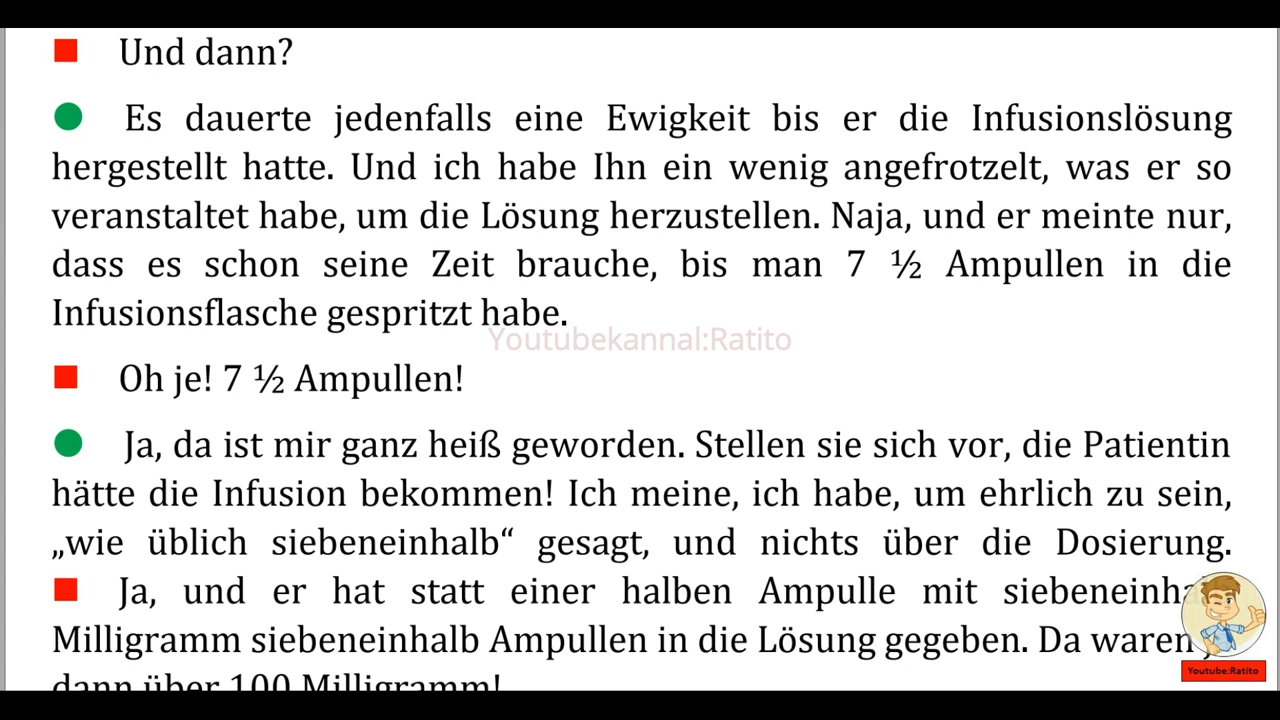 Und dann?
Es dauerte jedenfalls eine Ewigkeit bis er die Infusionslösung
hergestellt hatte. Und ich habe Ihn ein wenig angefrotzelt, was er so
veranstaltet habe, um die Lösung herzustellen. Naja, und er meinte nur,
dass es schon seine Zeit brauche, bis man 7 ½ Ampullen in die
Infusionsflasche gespritzt habe.
Youtubekannal:Ratito
Oh je! 7 ½ Ampullen!
Ja, da ist mir ganz heiß geworden. Stellen sie sich vor, die Patientin
hätte die Infusion bekommen! Ich meine, ich habe, um ehrlich zu sein,
„wie üblich siebeneinhalb“ gesagt, und nichts über die Dosierung.
Ja, und er hat statt einer halben Ampulle mit
Milligramm siebeneinhalb Ampullen in die Lösung gegeben. Da waren
dann über 100 Milligramm!
Youtube:Ratito